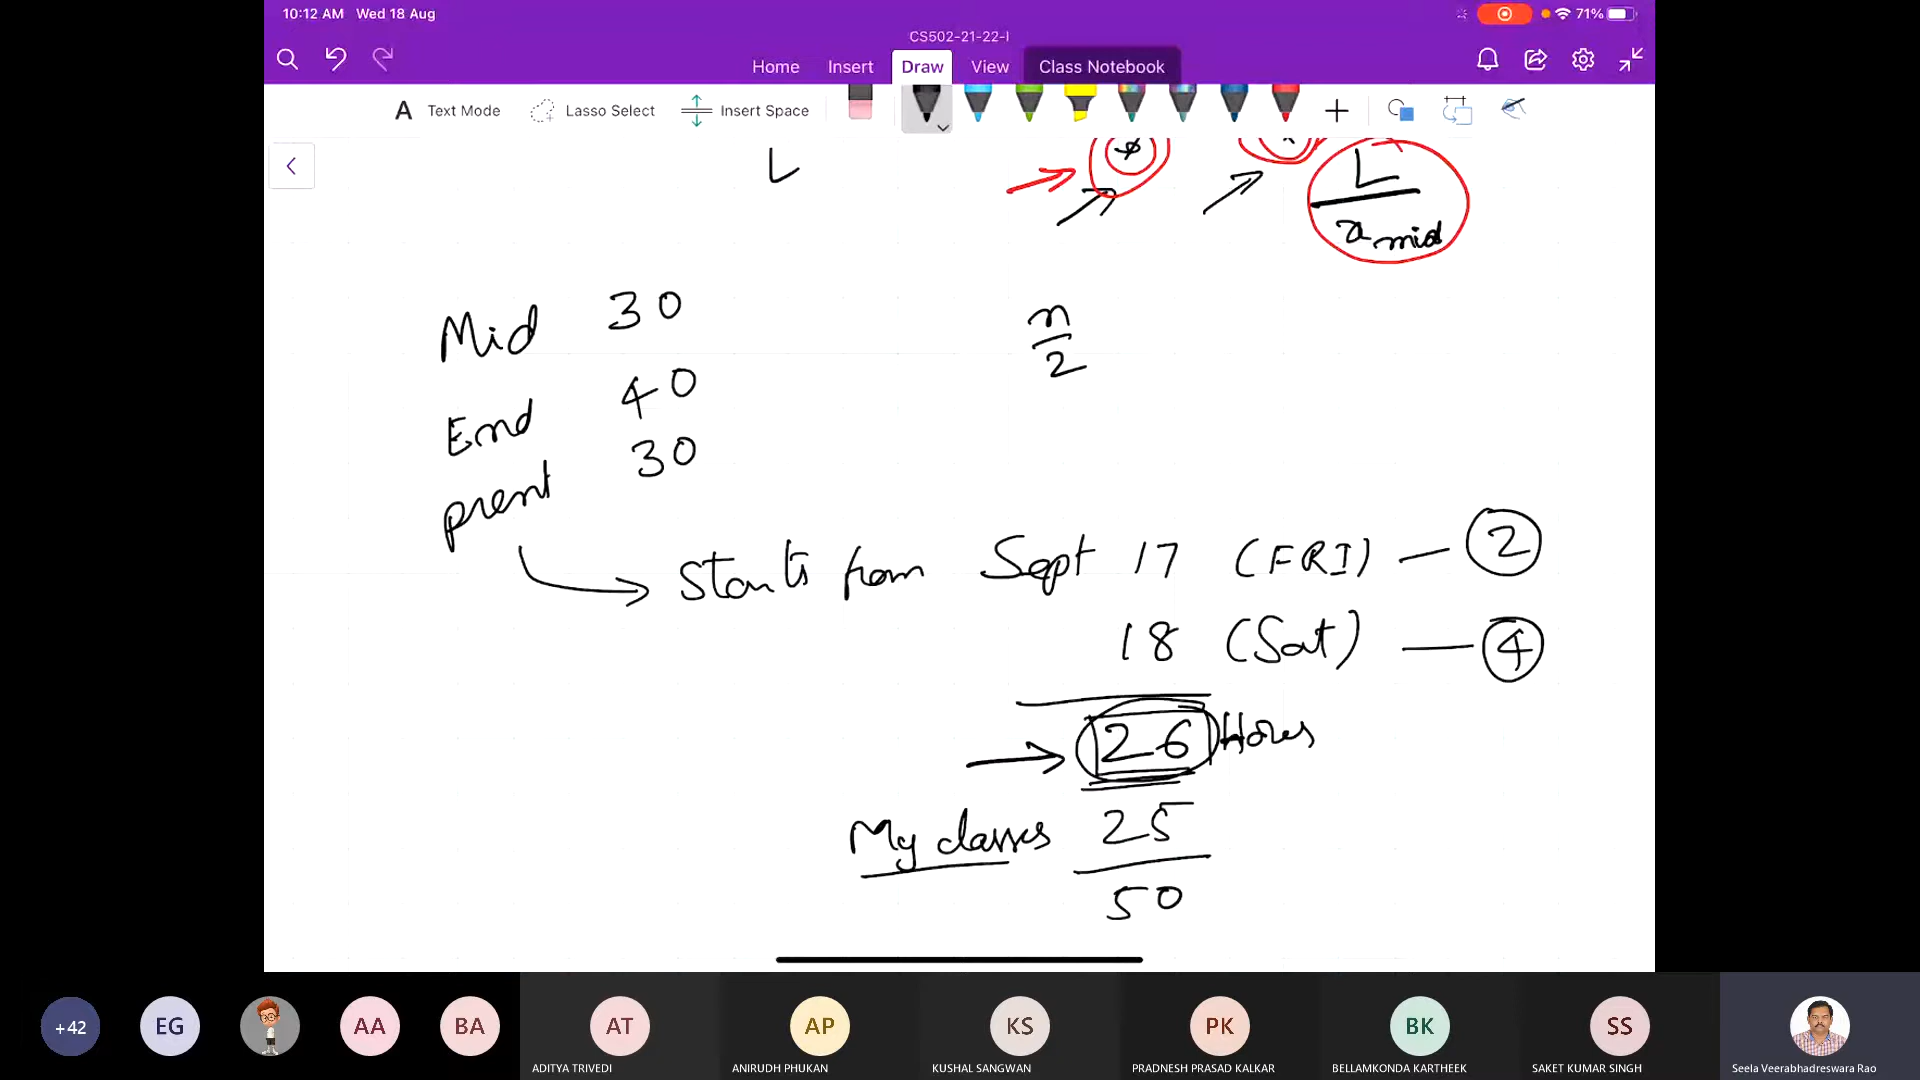 10:12 AM Wed 18 Aug
71%
CS502-21-22-I
Home Insert Draw View Class Notebook
A Text Mode Lasso Select Insert Space
L
L
x mid
Mid 30
n
2
End 40
present 30
Starts from Sept 17 (FRI) — 2
18 (Sat) — 4
26 Hours
My classes 25
50
+42 EG AA BA AT AP KS PK BK SS
ADITYA TRIVEDI ANIRUDH PHUKAN KUSHAL SANGWAN PRADNESH PRASAD KALKAR BELLAMKONDA KARTHEEK SAKET KUMAR SINGH Seela Veerabhadreswara Rao